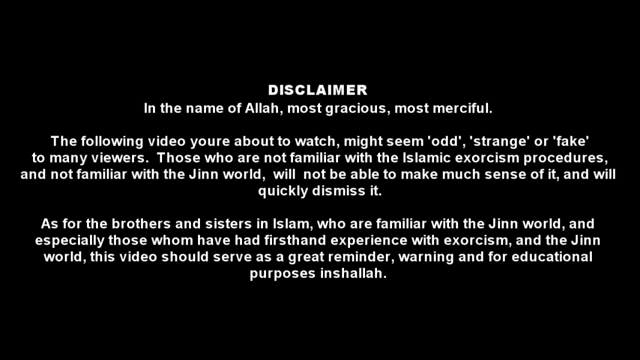 DISCLAIMER
In the name of Allah, most gracious, most merciful.
The following video youre about to watch, might seem 'odd', 'strange' or 'fake'
to many viewers. Those who are not familiar with the Islamic exorcism procedures,
and not familiar with the Jinn world, will not be able to make much sense of it, and will
quickly dismiss it.
As for the brothers and sisters in Islam, who are familiar with the Jinn world, and
especially those whom have had firsthand experience with exorcism, and the Jinn
world, this video should serve as a great reminder, warning and for educational
purposes inshallah.